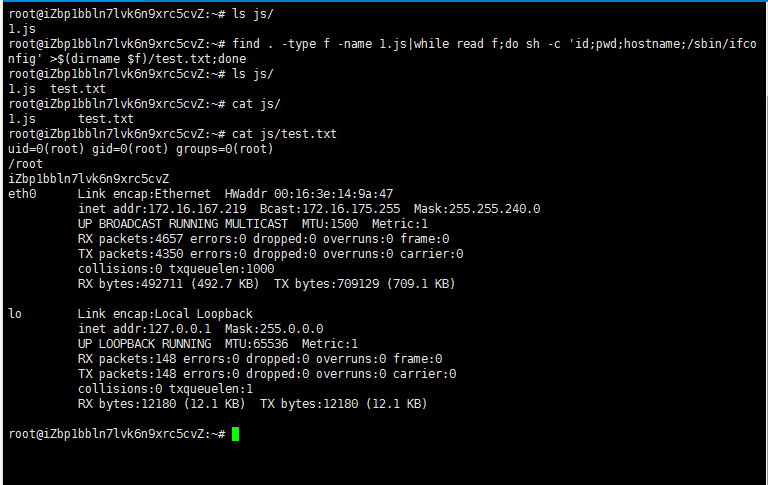 root@iZbp1bbln7lvk6n9xrc5cvZ:~# ls js/
1.js
root@iZbp1bbln7lvk6n9xrc5cvZ:~# find . -type f -name 1.js|while read f;do sh -c 'id;pwd;hostname;/sbin/ifco
nfig' >$(dirname $f)/test.txt;done
root@iZbp1bbln7lvk6n9xrc5cvZ:~# ls js/
1.js  test.txt
root@iZbp1bbln7lvk6n9xrc5cvZ:~# cat js/
1.js      test.txt
root@iZbp1bbln7lvk6n9xrc5cvZ:~# cat js/test.txt
uid=0(root) gid=0(root) groups=0(root)
/root
iZbp1bbln7lvk6n9xrc5cvZ
eth0      Link encap:Ethernet  HWaddr 00:16:3e:14:9a:47
          inet addr:172.16.167.219  Bcast:172.16.175.255  Mask:255.255.240.0
          UP BROADCAST RUNNING MULTICAST  MTU:1500  Metric:1
          RX packets:4657 errors:0 dropped:0 overruns:0 frame:0
          TX packets:4350 errors:0 dropped:0 overruns:0 carrier:0
          collisions:0 txqueuelen:1000
          RX bytes:492711 (492.7 KB)  TX bytes:709129 (709.1 KB)

lo        Link encap:Local Loopback
          inet addr:127.0.0.1  Mask:255.0.0.0
          UP LOOPBACK RUNNING  MTU:65536  Metric:1
          RX packets:148 errors:0 dropped:0 overruns:0 frame:0
          TX packets:148 errors:0 dropped:0 overruns:0 carrier:0
          collisions:0 txqueuelen:1
          RX bytes:12180 (12.1 KB)  TX bytes:12180 (12.1 KB)

root@iZbp1bbln7lvk6n9xrc5cvZ:~#